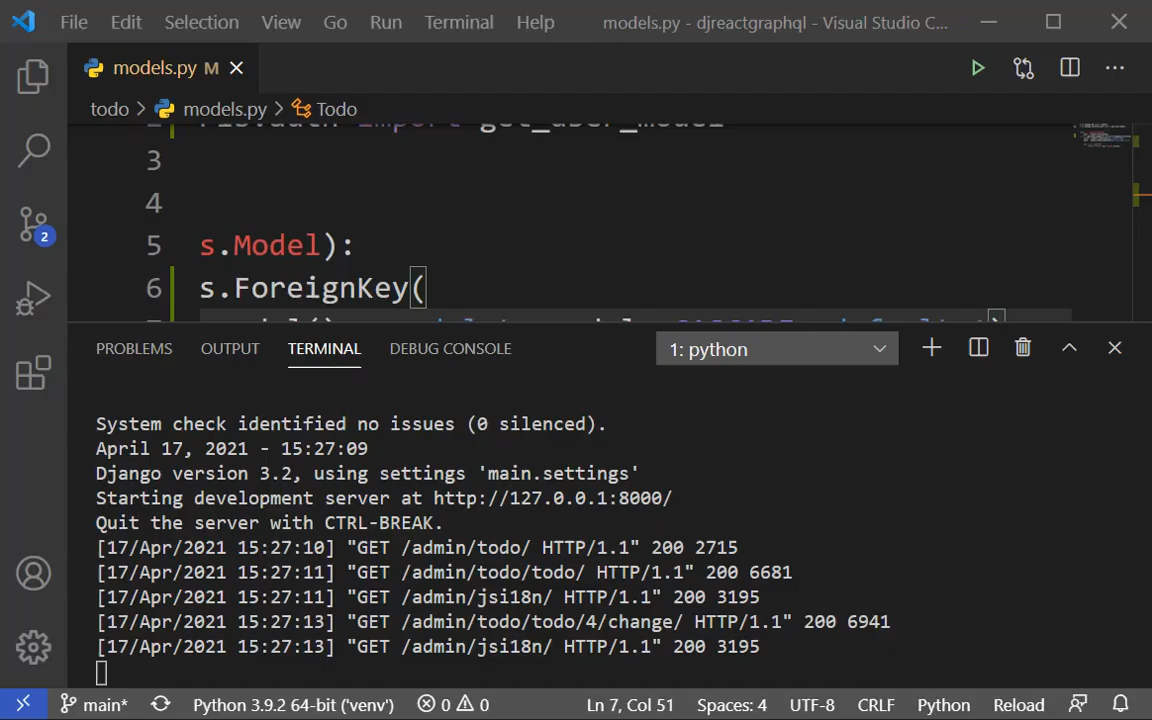 File Edit Selection View Go Run Terminal Help models.py - djreactgraphql - Visual Studio C...
models.py M
todo > models.py > Todo
import get_user_model
3
4
5 s.Model):
6 s.ForeignKey(
PROBLEMS OUTPUT TERMINAL DEBUG CONSOLE 1: python
System check identified no issues (0 silenced).
April 17, 2021 - 15:27:09
Django version 3.2, using settings 'main.settings'
Starting development server at http://127.0.0.1:8000/
Quit the server with CTRL-BREAK.
[17/Apr/2021 15:27:10] "GET /admin/todo/ HTTP/1.1" 200 2715
[17/Apr/2021 15:27:11] "GET /admin/todo/todo/ HTTP/1.1" 200 6681
[17/Apr/2021 15:27:11] "GET /admin/jsi18n/ HTTP/1.1" 200 3195
[17/Apr/2021 15:27:13] "GET /admin/todo/todo/4/change/ HTTP/1.1" 200 6941
[17/Apr/2021 15:27:13] "GET /admin/jsi18n/ HTTP/1.1" 200 3195
2
main* Python 3.9.2 64-bit ('venv') 0 0 Ln 7, Col 51 Spaces: 4 UTF-8 CRLF Python Reload